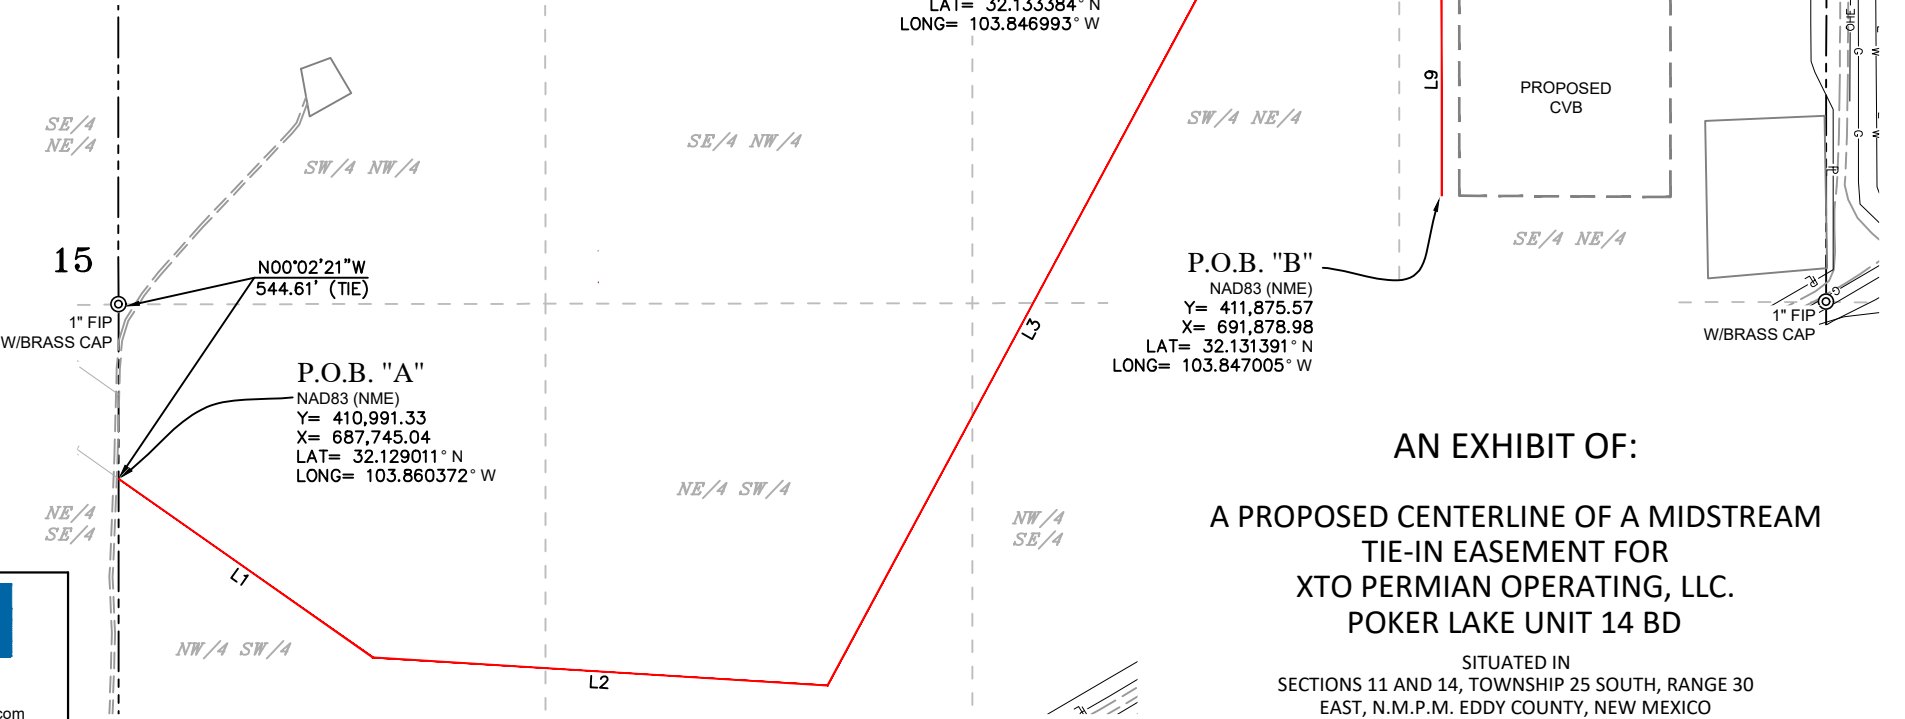 LAT= 32.133384° N
LONG= 103.846993° W
SE/4
NE/4
SW/4 NW/4
SE/4 NW/4
SW/4 NE/4
L9
PROPOSED
CVB
OHE
G
W
G
W
PL
SE/4 NE/4
15
N00°02'21"W
544.61' (TIE)
1" FIP
W/BRASS CAP
P.O.B. "A"
NAD83 (NME)
Y= 410,991.33
X= 687,745.04
LAT= 32.129011° N
LONG= 103.860372° W
L3
P.O.B. "B"
NAD83 (NME)
Y= 411,875.57
X= 691,878.98
LAT= 32.131391° N
LONG= 103.847005° W
PL
G
1" FIP
W/BRASS CAP
NE/4
SE/4
L1
NW/4 SW/4
NE/4 SW/4
L2
NW/4
SE/4
PL
AN EXHIBIT OF:
A PROPOSED CENTERLINE OF A MIDSTREAM
TIE-IN EASEMENT FOR
XTO PERMIAN OPERATING, LLC.
POKER LAKE UNIT 14 BD
SITUATED IN
SECTIONS 11 AND 14, TOWNSHIP 25 SOUTH, RANGE 30
EAST, N.M.P.M. EDDY COUNTY, NEW MEXICO
com